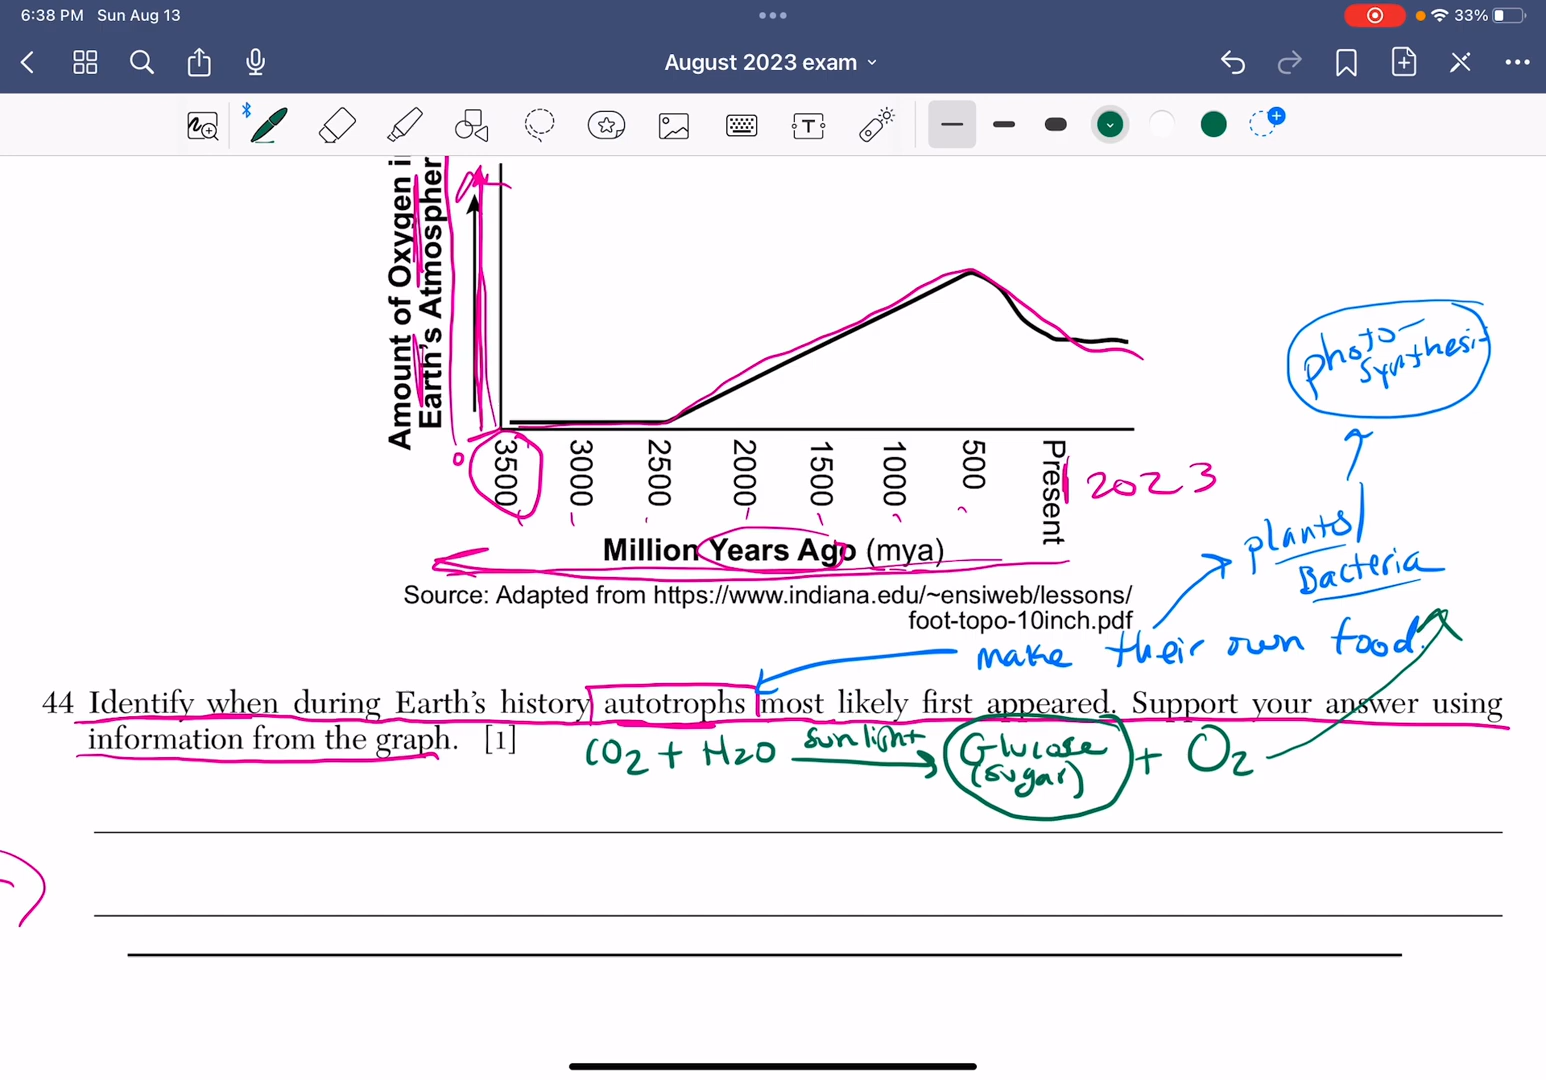 6:38 PM Sun Aug 13
33%
August 2023 exam
T
Amount of Oxygen i
Earth's Atmospher
3500
3000
2500
2000
1500
1000
500
Present
2023
0
Million Years Ago (mya)
Source: Adapted from https://www.indiana.edu/~ensiweb/lessons/
foot-topo-10inch.pdf
photo-
synthesi
plants/
Bacteria
make their own food.
44 Identify when during Earth's history autotrophs most likely first appeared. Support your answer using
information from the graph. [1]
CO2 + H2O sunlight Glucose (sugar) + O2